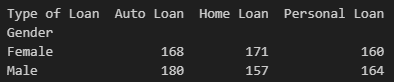 Type of Loan  Auto Loan  Home Loan  Personal Loan
Gender
Female              168        171            160
Male                180        157            164